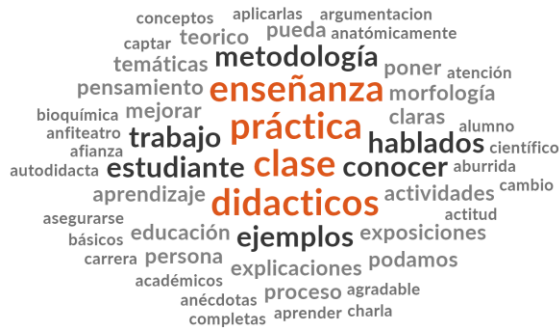 conceptos aplicarlas argumentacion
captar teorico pueda anatómicamente
temáticas metodología poner atención
pensamiento enseñanza morfología
bioquímica mejorar práctica claras alumno
anfiteatro trabajo hablados científico
afianza estudiante clase conocer aburrida
autodidacta didacticos cambio
aprendizaje actividades
asegurarse actitud
básicos educación ejemplos exposiciones
carrera persona explicaciones podamos
académicos proceso agradable
anécdotas aprender charla
completas